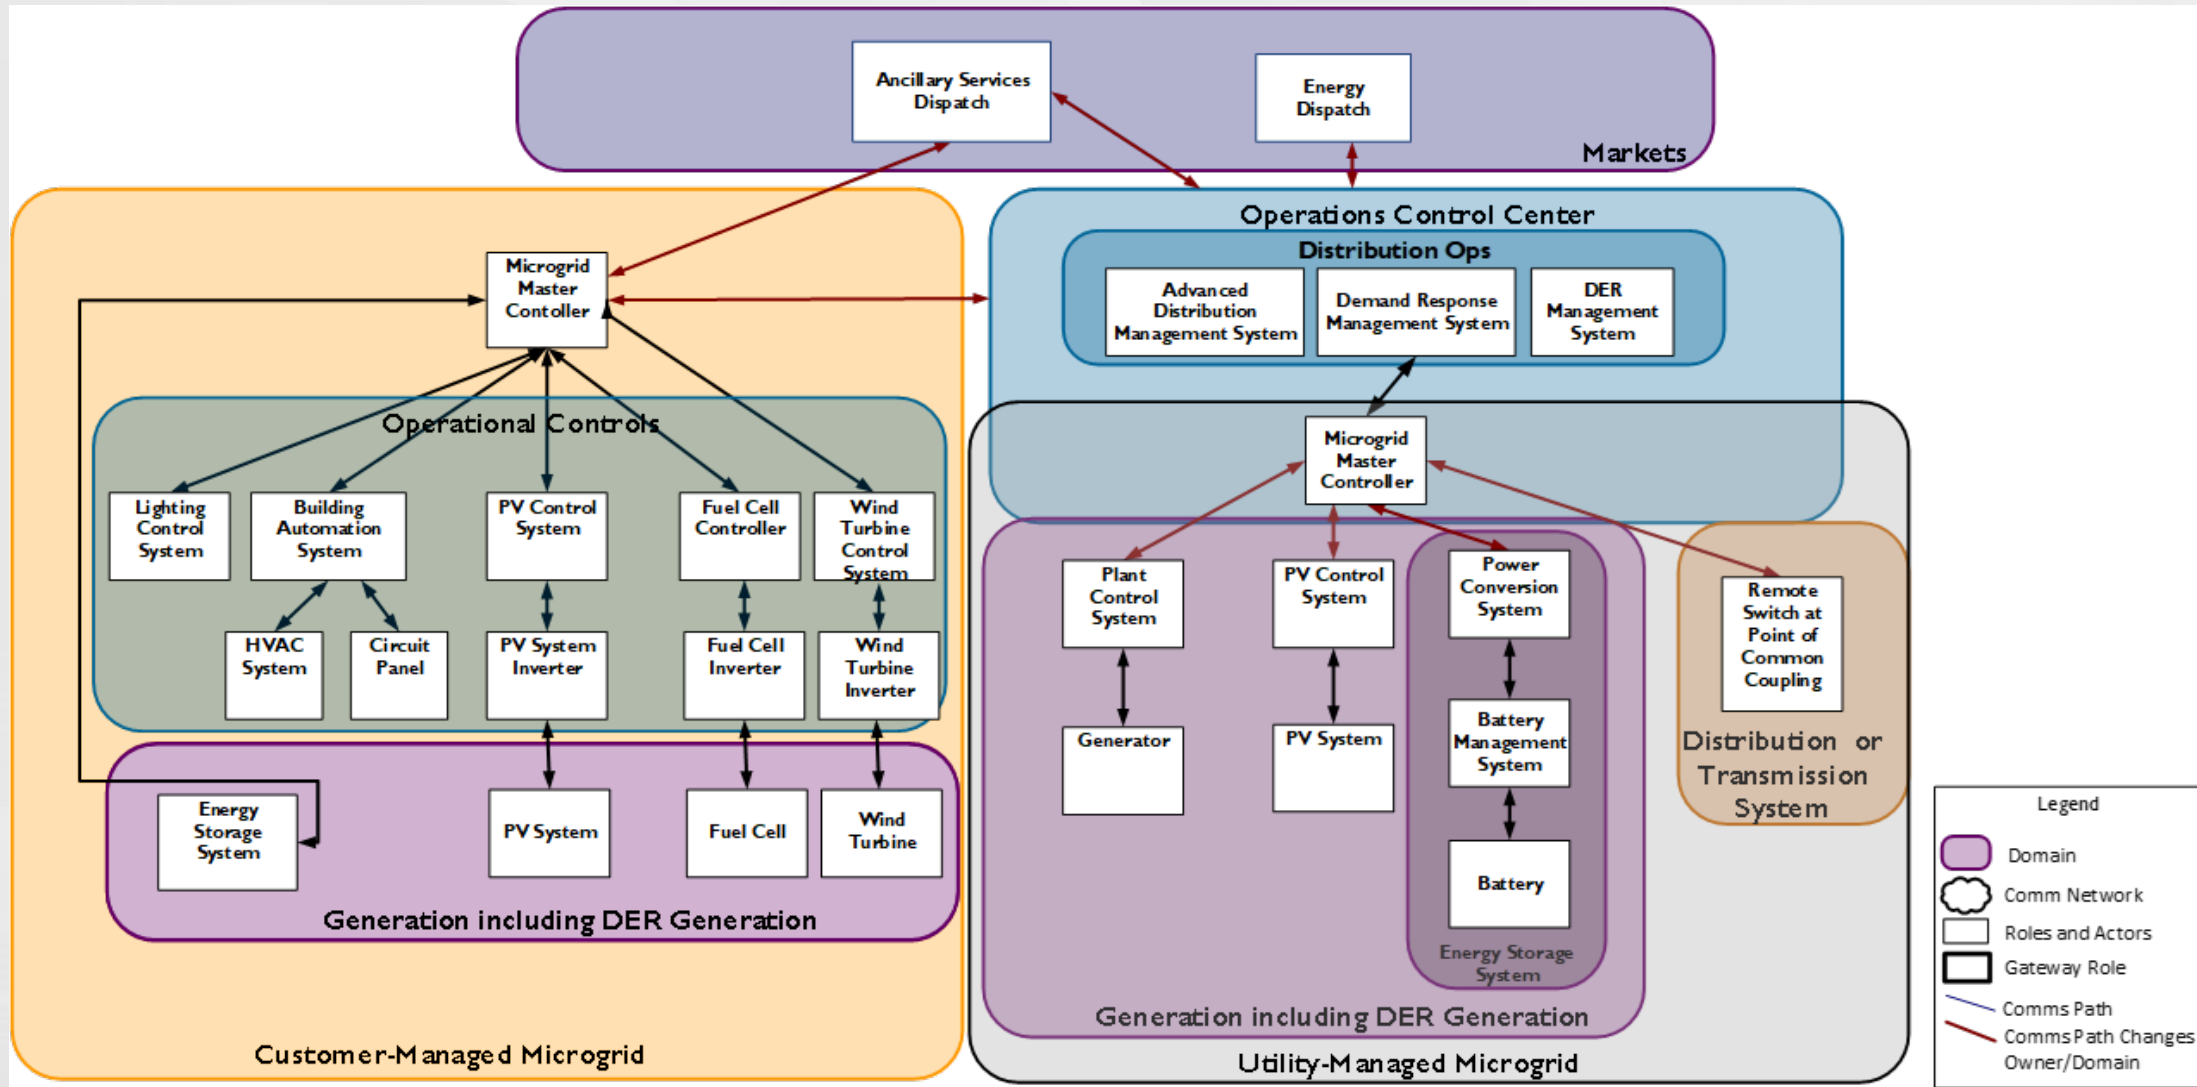 Ancillary Services
Dispatch
Energy
Dispatch
Markets
Microgrid
Master
Contoller
Operational Controls
Lighting
Control
System
Building
Automation
System
PV Control
System
Fuel Cell
Controller
Wind
Turbine
Control
System
HVAC
System
Circuit
Panel
PV System
Inverter
Fuel Cell
Inverter
Wind
Turbine
Inverter
Energy
Storage
System
PV System
Fuel Cell
Wind
Turbine
Generation including DER Generation
Customer-Managed Microgrid
Operations Control Center
Distribution Ops
Advanced
Distribution
Management System
Demand Response
Management System
DER
Management
System
Microgrid
Master
Controller
Plant
Control
System
PV Control
System
Power
Conversion
System
Remote
Switch at
Point of
Common
Coupling
Generator
PV System
Battery
Management
System
Battery
Energy Storage
System
Distribution or
Transmission
System
Generation including DER Generation
Utility-Managed Microgrid
Legend
Domain
Comm Network
Roles and Actors
Gateway Role
Comms Path
Comms Path Changes
Owner/Domain